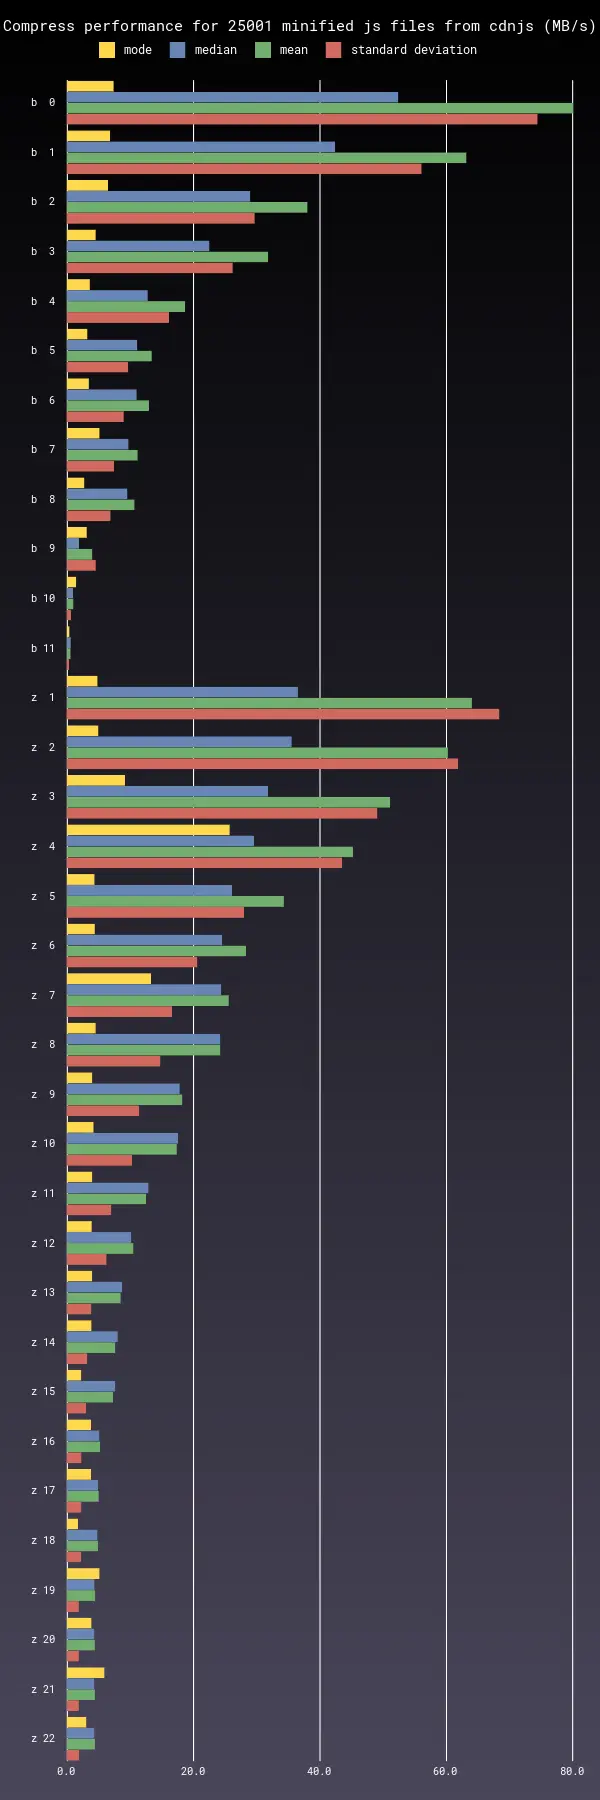 Compress performance for 25001 minified js files from cdnjs (MB/s)
mode median mean standard deviation
b 0
b 1
b 2
b 3
b 4
b 5
b 6
b 7
b 8
b 9
b 10
b 11
z 1
z 2
z 3
z 4
z 5
z 6
z 7
z 8
z 9
z 10
z 11
z 12
z 13
z 14
z 15
z 16
z 17
z 18
z 19
z 20
z 21
z 22
0.0 20.0 40.0 60.0 80.0